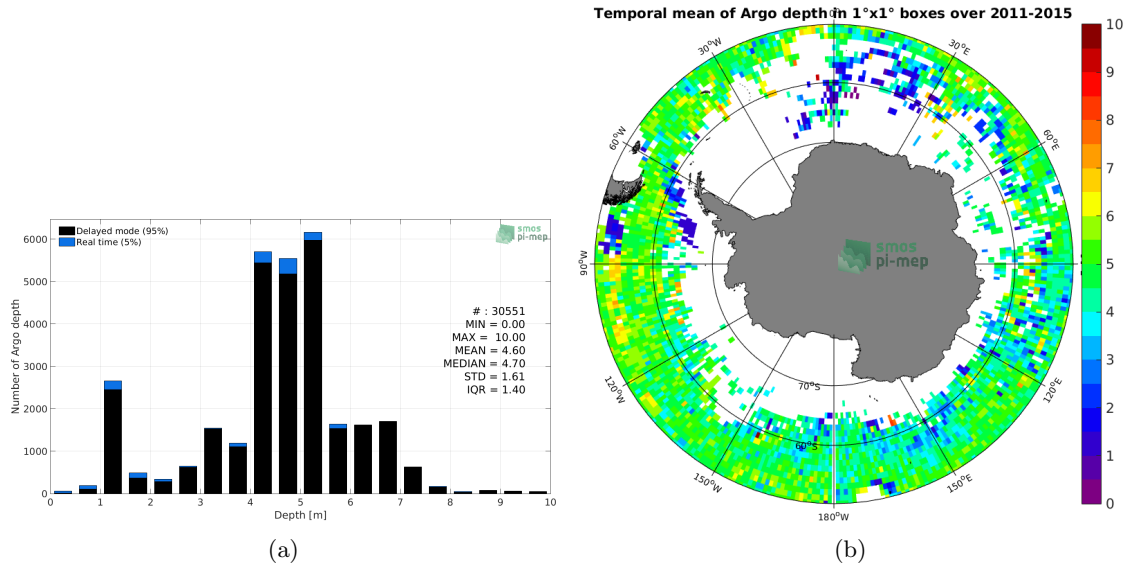 Temporal mean of Argo depth in 1°x1° boxes over 2011-2015
Delayed mode (95%)
Real time (5%)
smos
pi-mep
# : 30551
MIN = 0.00
MAX = 10.00
MEAN = 4.60
MEDIAN = 4.70
STD = 1.61
IQR = 1.40
Number of Argo depth
6000
5000
4000
3000
2000
1000
0
0 1 2 3 4 5 6 7 8 9 10
Depth [m]
(a)
30°W
30°E
60°W
60°E
90°W
120°W
120°E
150°W
150°E
180°W
70°S
60°S
smos
pi-mep
10
9
8
7
6
5
4
3
2
1
0
(b)